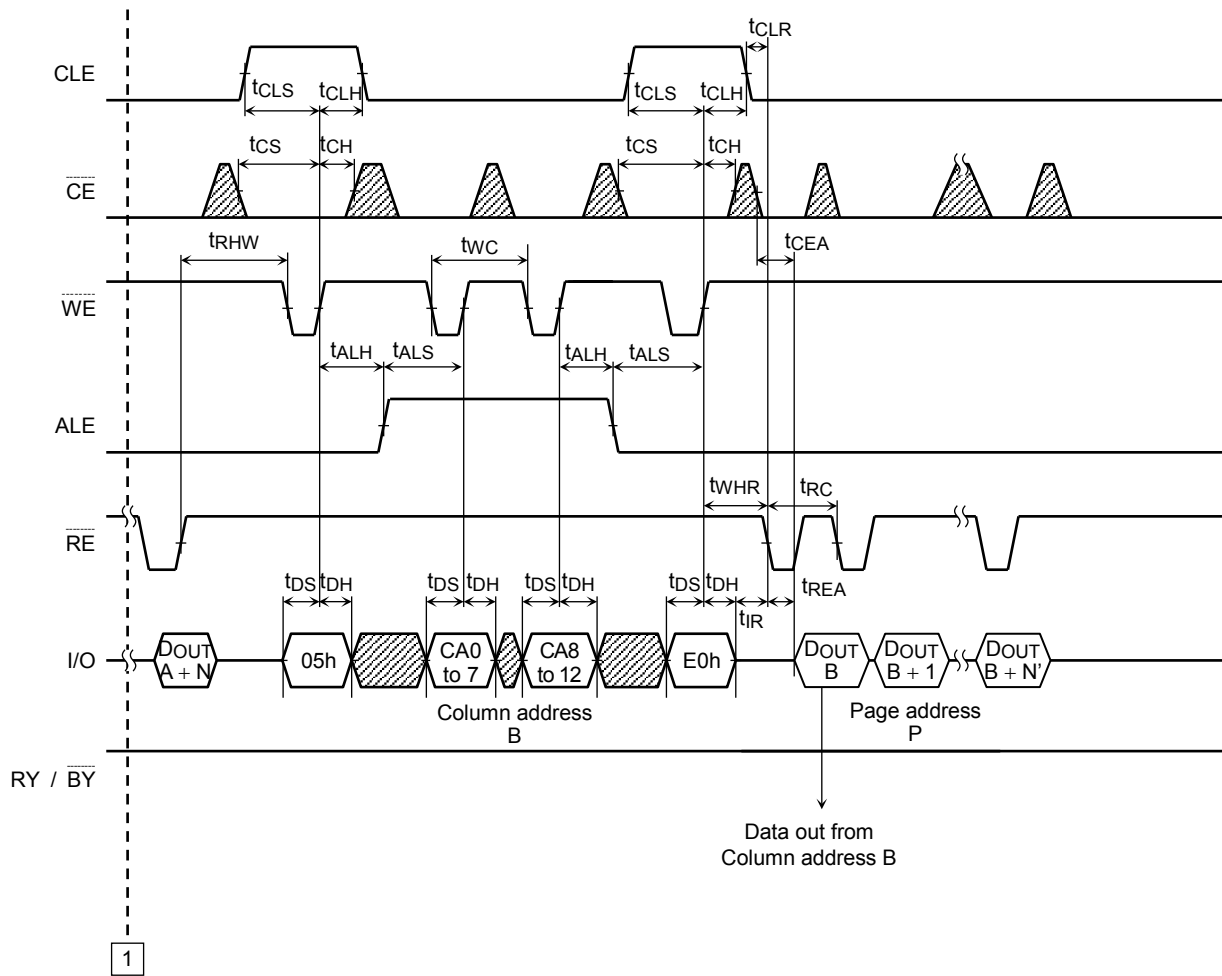 tCLR
CLE
tCLS tCLH tCLS tCLH
tCS tCH tCS tCH
CE
tCEA
tRHW tWC
WE
tALH tALS tALH tALS
ALE
tWHR tRC
RE
tDS tDH tDS tDH tDS tDH tDS tDH tREA
tIR
I/O
DOUT A + N
05h
CA0 to 7
CA8 to 12
E0h
DOUT B
DOUT B + 1
DOUT B + N’
Column address
B
Page address
P
RY / BY
Data out from
Column address B
1